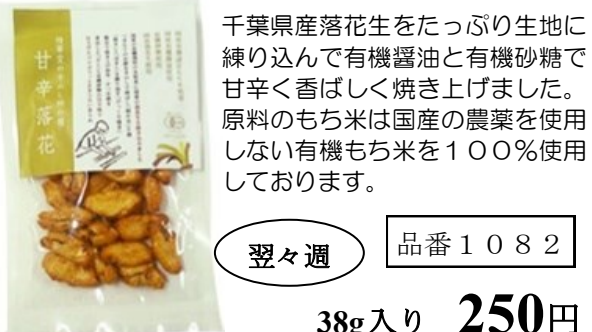 千葉県産落花生をたっぷり生地に
練り込んで有機醤油と有機砂糖で
甘辛く香ばしく焼き上げました。
原料のもち米は国産の農薬を使用
しない有機もち米を１００％使用
しております。
甘辛落花
翌々週
品番１０８２
38g入り 250円